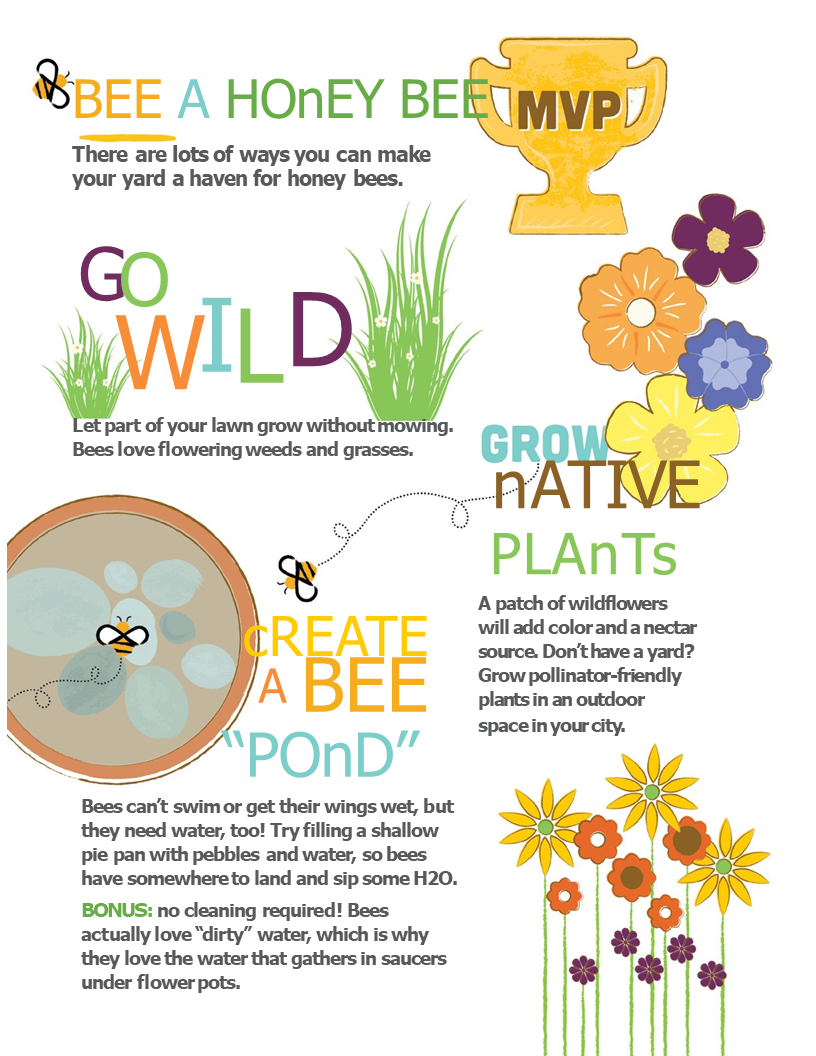 BEE A HOnEY BEE
MVP
There are lots of ways you can make
your yard a haven for honey bees.
GO
WILD
Let part of your lawn grow without mowing.
Bees love flowering weeds and grasses.
GROW
nATIVE
PLAnTs
A patch of wildflowers
will add color and a nectar
source. Don’t have a yard?
Grow pollinator-friendly
plants in an outdoor
space in your city.
cREATE
A BEE
“POnD”
Bees can’t swim or get their wings wet, but
they need water, too! Try filling a shallow
pie pan with pebbles and water, so bees
have somewhere to land and sip some H2O.
BONUS: no cleaning required! Bees
actually love “dirty” water, which is why
they love the water that gathers in saucers
under flower pots.